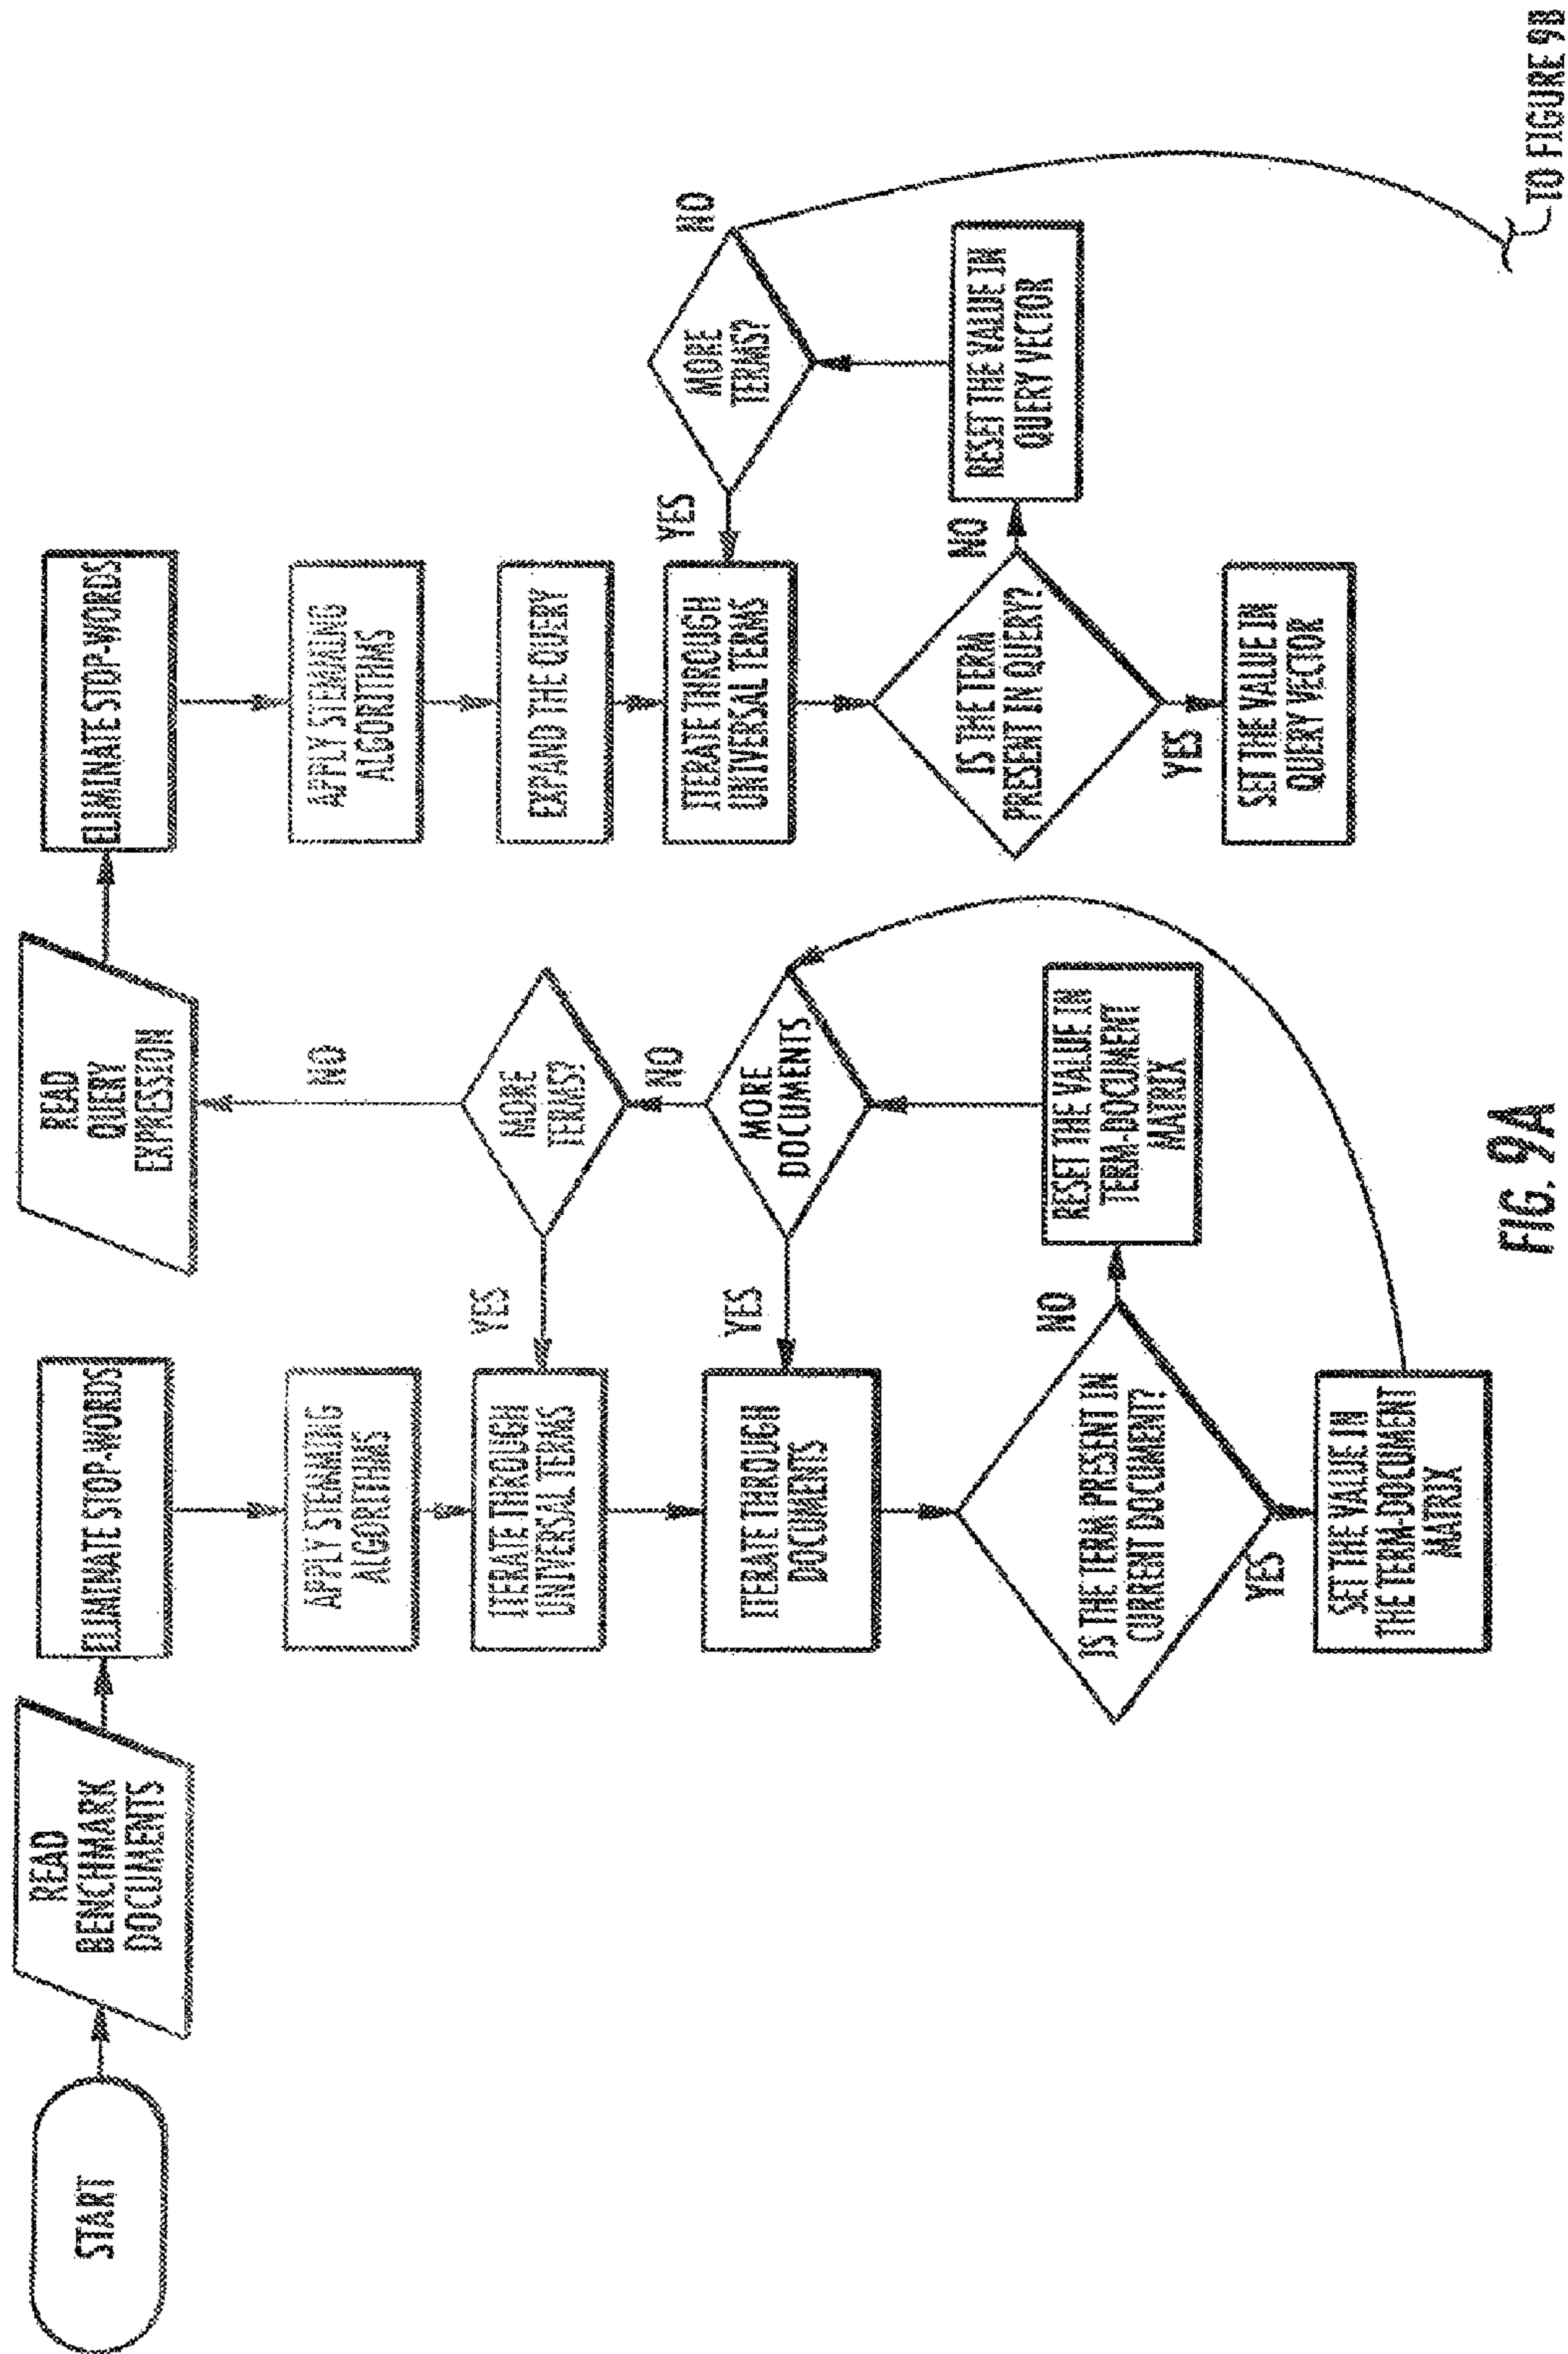 START
READ
BENCHMARK
DOCUMENTS
ELIMINATE STOP-WORDS
APPLY STEMMING
ALGORITHMS
ITERATE THROUGH
UNIVERSAL TERMS
ITERATE THROUGH
DOCUMENTS
IS THE TERM PRESENT IN
CURRENT DOCUMENT?
YES
SET THE VALUE IN
THE TERM-DOCUMENT
MATRIX
NO
RESET THE VALUE IN
TERM-DOCUMENT
MATRIX
MORE
DOCUMENTS
YES
NO
MORE
TERMS?
YES
NO
READ
QUERY
EXPRESSION
ELIMINATE STOP-WORDS
APPLY STEMMING
ALGORITHMS
EXPAND THE QUERY
ITERATE THROUGH
UNIVERSAL TERMS
IS THE TERM
PRESENT IN QUERY?
YES
SET THE VALUE IN
QUERY VECTOR
NO
RESET THE VALUE IN
QUERY VECTOR
MORE
TERMS?
YES
NO
TO FIGURE 9B
FIG. 9A